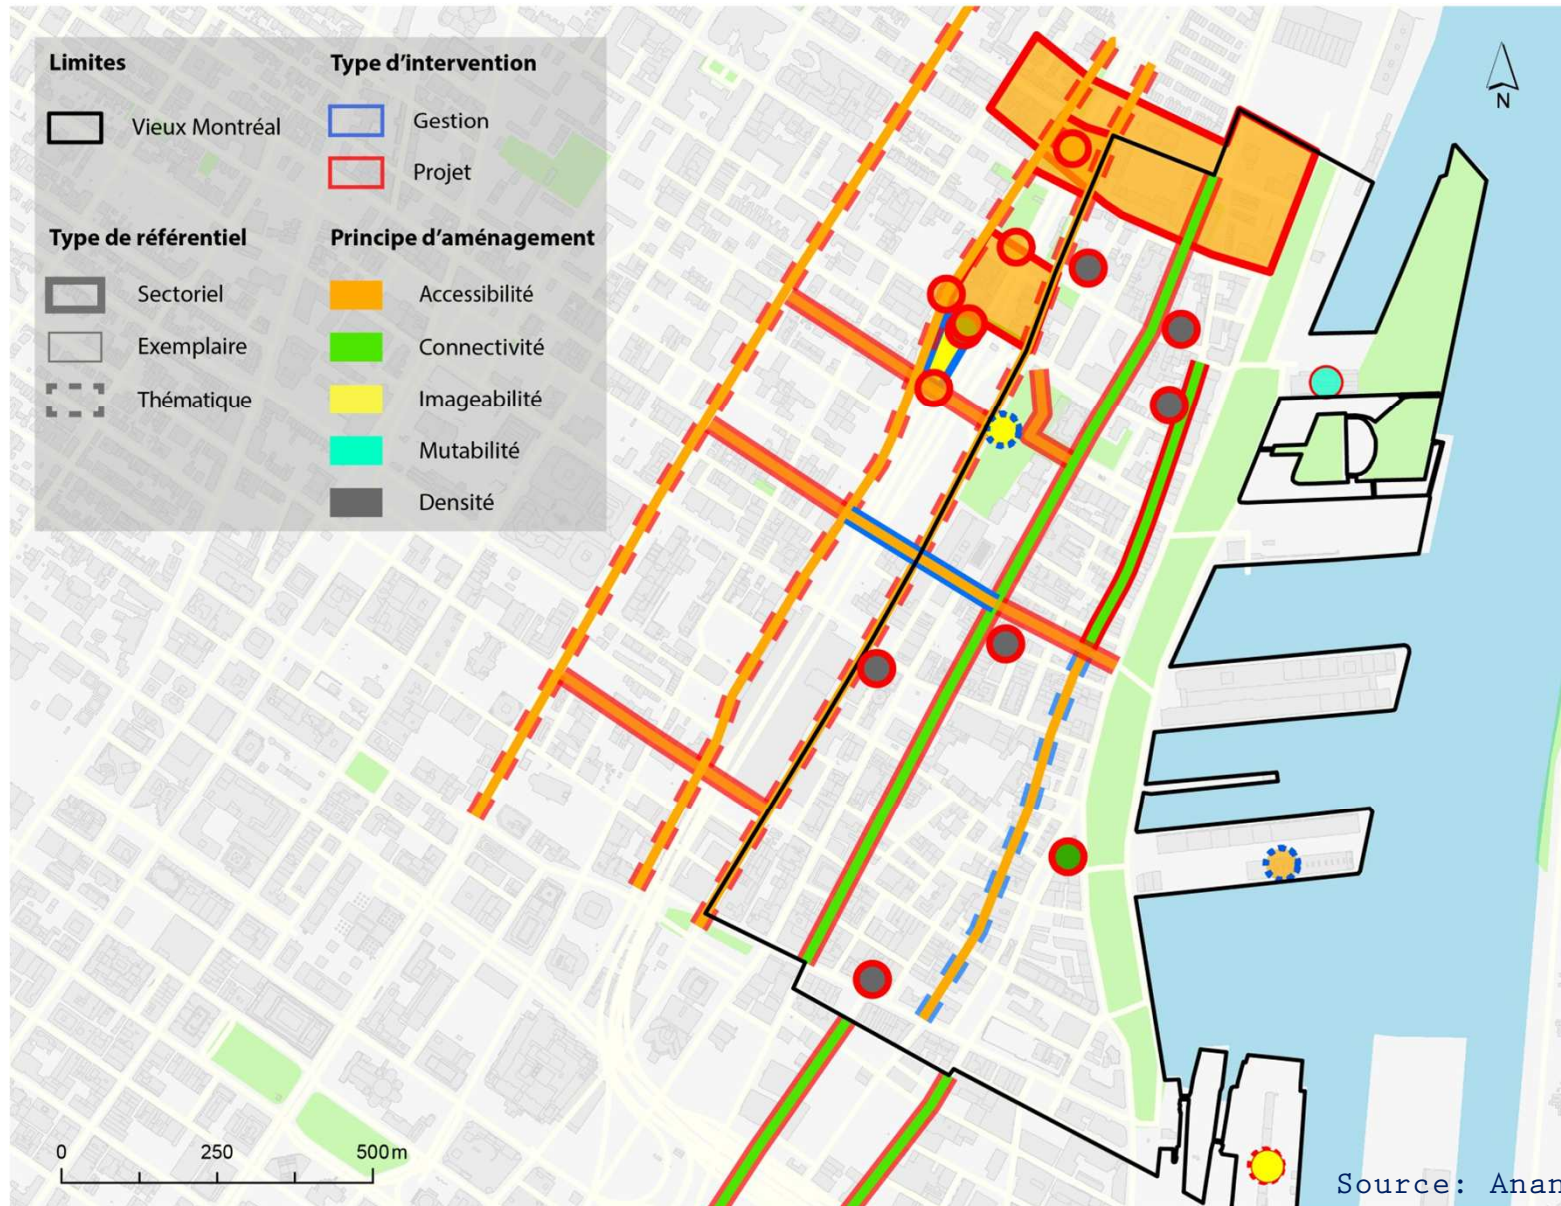 Limites
Vieux Montréal
Type d'intervention
Gestion
Projet
Type de référentiel
Sectoriel
Exemplaire
Thématique
Principe d'aménagement
Accessibilité
Connectivité
Imageabilité
Mutabilité
Densité
N
0 250 500m
Source: Anan